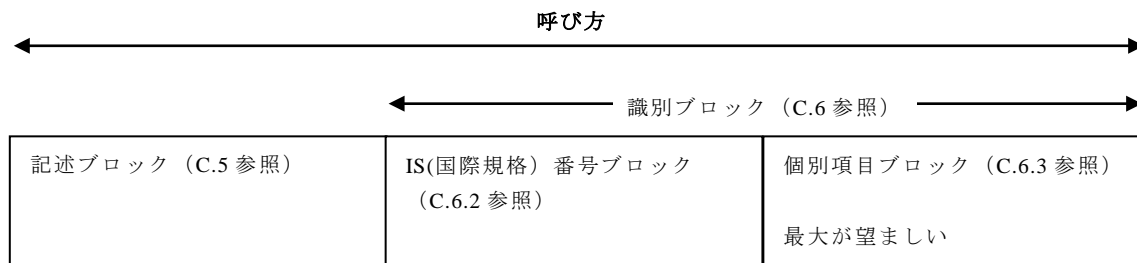 呼び方
識別ブロック（C.6 参照）
記述ブロック（C.5 参照）
IS(国際規格）番号ブロック
（C.6.2 参照）
個別項目ブロック（C.6.3 参照）
最大が望ましい